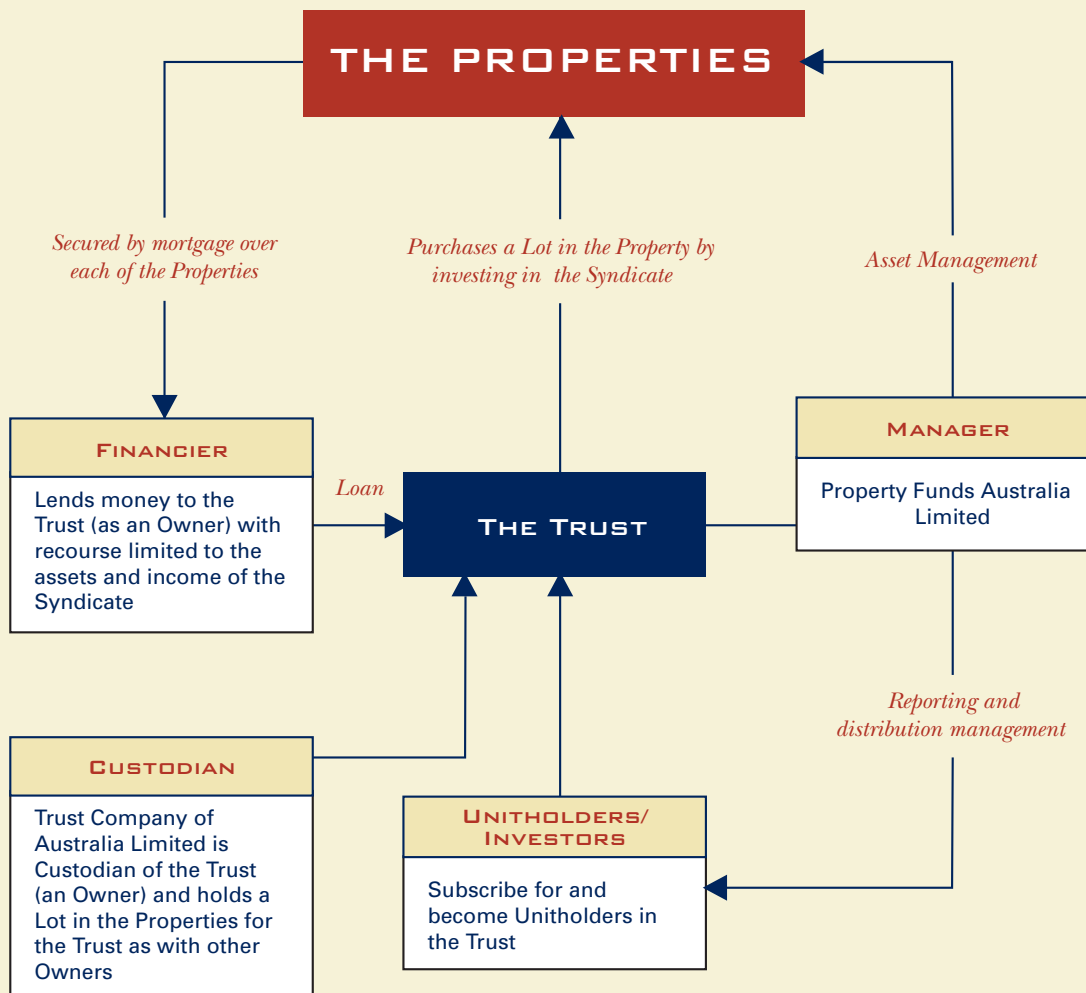 THE PROPERTIES
Secured by mortgage over
each of the Properties
Purchases a Lot in the Property by
investing in the Syndicate
Asset Management
FINANCIER
Lends money to the
Trust (as an Owner) with
recourse limited to the
assets and income of the
Syndicate
Loan
THE TRUST
MANAGER
Property Funds Australia
Limited
Reporting and
distribution management
CUSTODIAN
Trust Company of
Australia Limited is
Custodian of the Trust
(an Owner) and holds a
Lot in the Properties for
the Trust as with other
Owners
UNITHOLDERS/
INVESTORS
Subscribe for and
become Unitholders in
the Trust